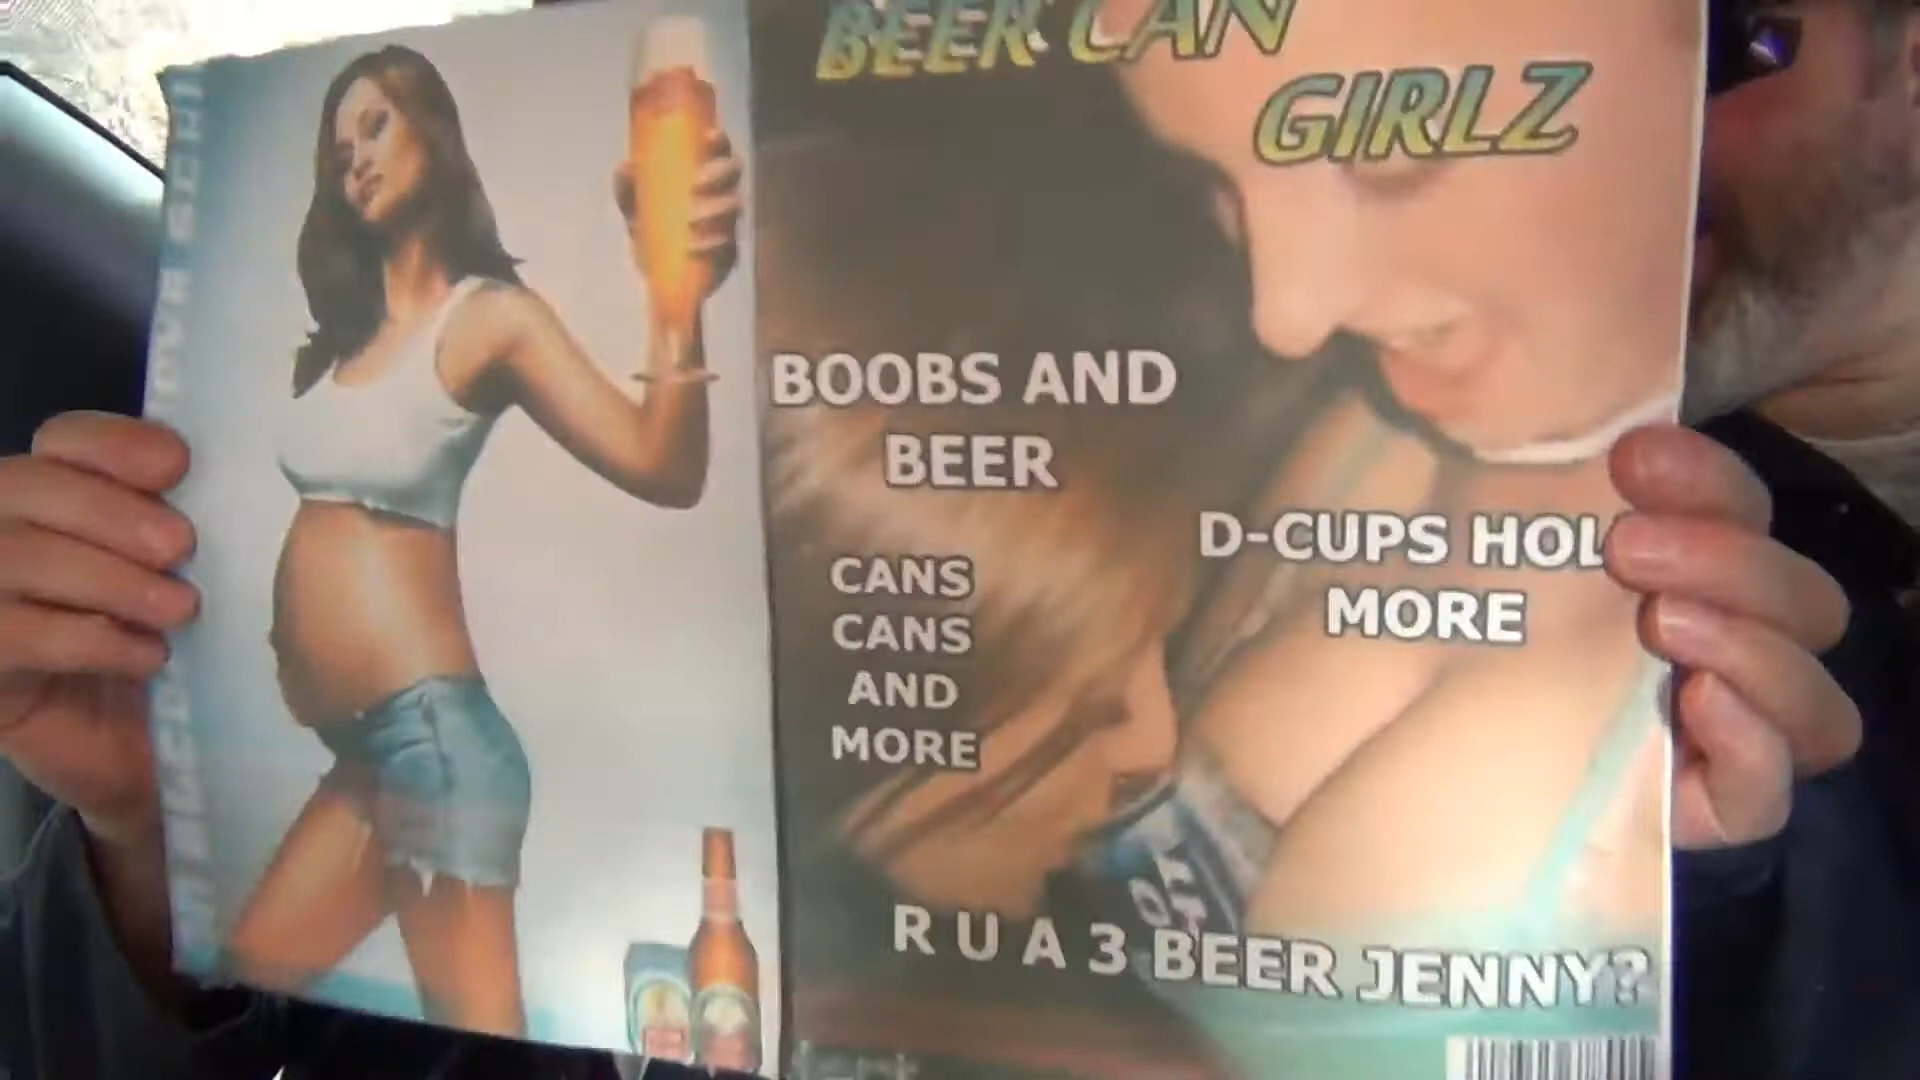 BEER CAN
GIRLZ
BOOBS AND
BEER
D-CUPS HOL
MORE
CANS
CANS
AND
MORE
R U A 3 BEER JENNY?